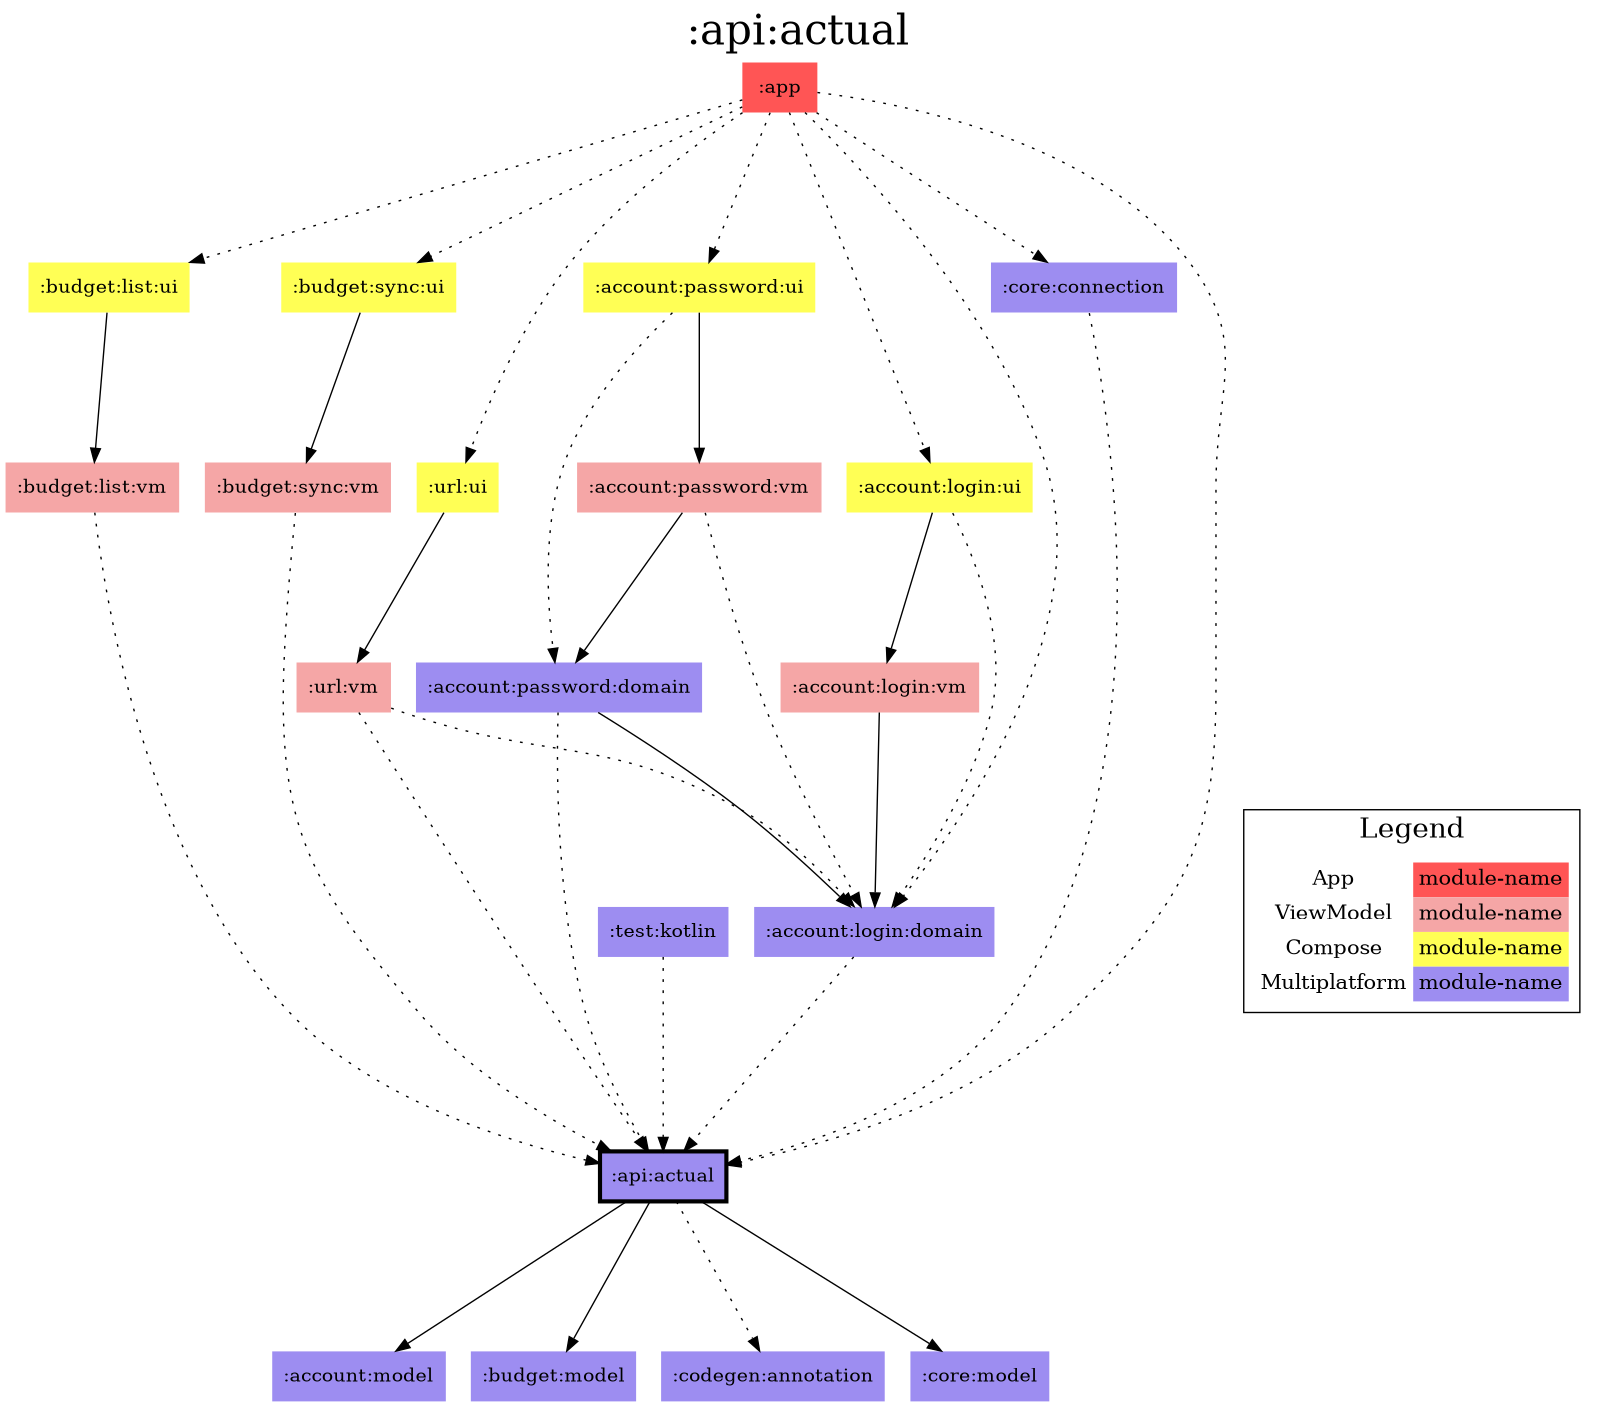 :api:actual
:app
:budget:list:ui
:budget:sync:ui
:account:password:ui
:core:connection
:budget:list:vm
:budget:sync:vm
:url:ui
:account:password:vm
:account:login:ui
:url:vm
:account:password:domain
:account:login:vm
Legend
App module-name
ViewModel module-name
Compose module-name
Multiplatform module-name
:test:kotlin
:account:login:domain
:api:actual
:account:model
:budget:model
:codegen:annotation
:core:model